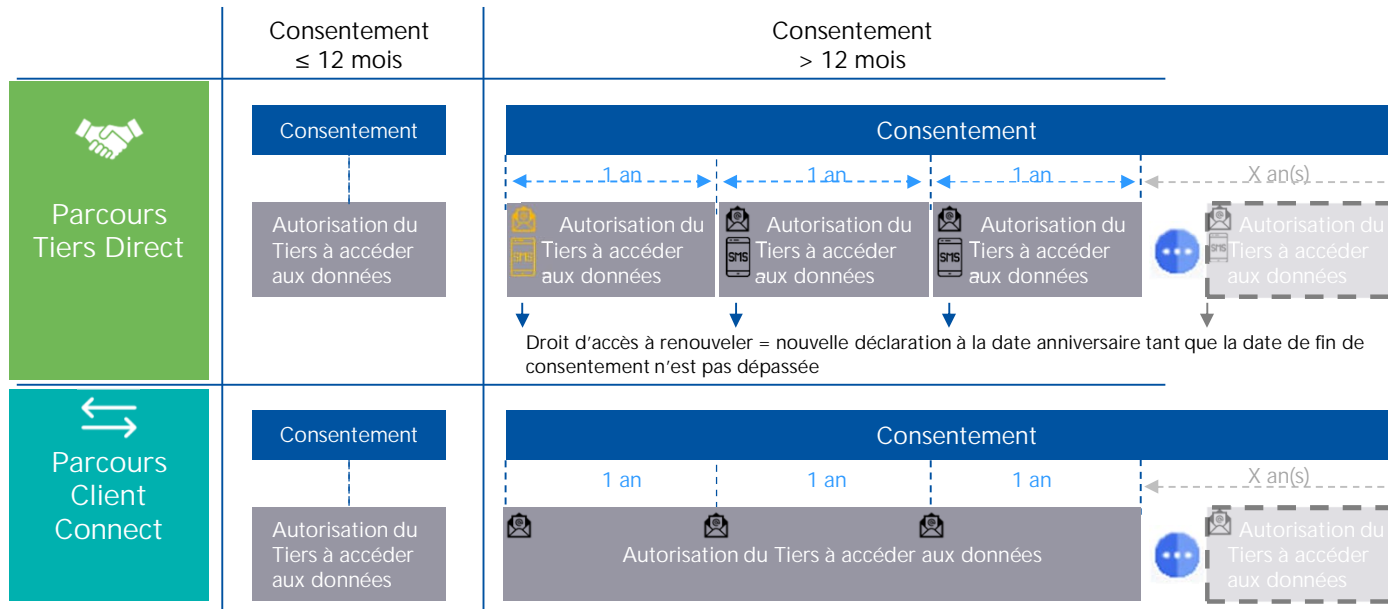 Consentement
≤ 12 mois
Consentement
> 12 mois
Parcours
Tiers Direct
Consentement
Autorisation du
Tiers à accéder
aux données
Consentement
1 an
1 an
1 an
X an(s)
@
SMS
Autorisation du
Tiers à accéder
aux données
@
SMS
Autorisation du
Tiers à accéder
aux données
@
SMS
Autorisation du
Tiers à accéder
aux données
@
SMS
Autorisation du
Tiers à accéder
aux données
Droit d’accès à renouveler = nouvelle déclaration à la date anniversaire tant que la date de fin de
consentement n’est pas dépassée
Parcours
Client
Connect
Consentement
Autorisation du
Tiers à accéder
aux données
Consentement
1 an
1 an
1 an
X an(s)
@
@
@
Autorisation du Tiers à accéder aux données
@
Autorisation du
Tiers à accéder
aux données